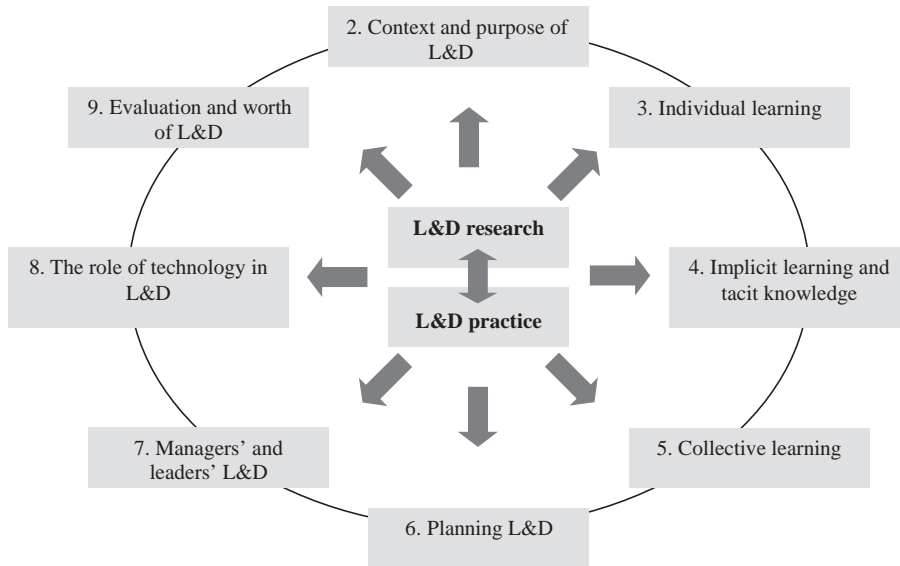 2. Context and purpose of
L&D
3. Individual learning
4. Implicit learning and
tacit knowledge
5. Collective learning
6. Planning L&D
7. Managers’ and
leaders’ L&D
8. The role of technology in
L&D
9. Evaluation and worth
of L&D
L&D research
L&D practice